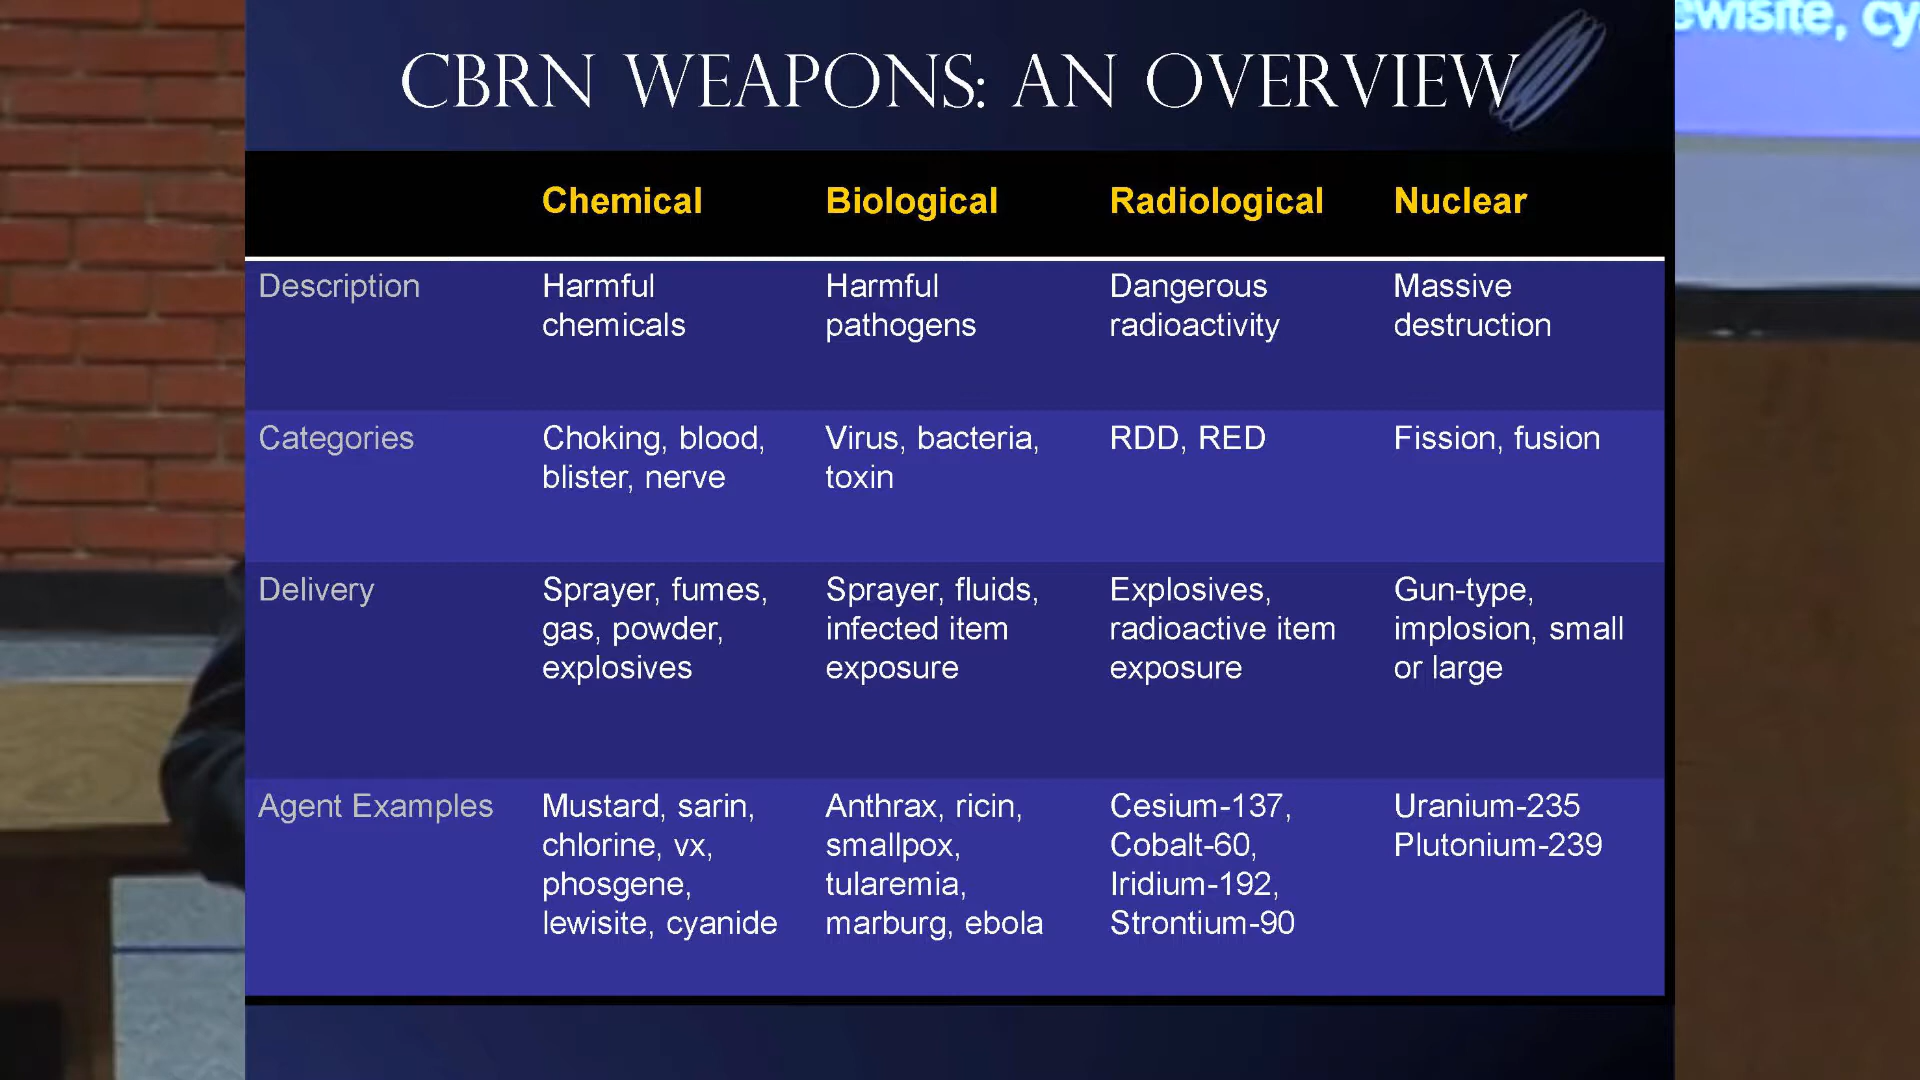 ewisite, cy
CBRN WEAPONS: AN OVERVIEW
Chemical Biological Radiological Nuclear
Description
Harmful
chemicals
Harmful
pathogens
Dangerous
radioactivity
Massive
destruction
Categories
Choking, blood,
blister, nerve
Virus, bacteria,
toxin
RDD, RED
Fission, fusion
Delivery
Sprayer, fumes,
gas, powder,
explosives
Sprayer, fluids,
infected item
exposure
Explosives,
radioactive item
exposure
Gun-type,
implosion, small
or large
Agent Examples
Mustard, sarin,
chlorine, vx,
phosgene,
lewisite, cyanide
Anthrax, ricin,
smallpox,
tularemia,
marburg, ebola
Cesium-137,
Cobalt-60,
Iridium-192,
Strontium-90
Uranium-235
Plutonium-239